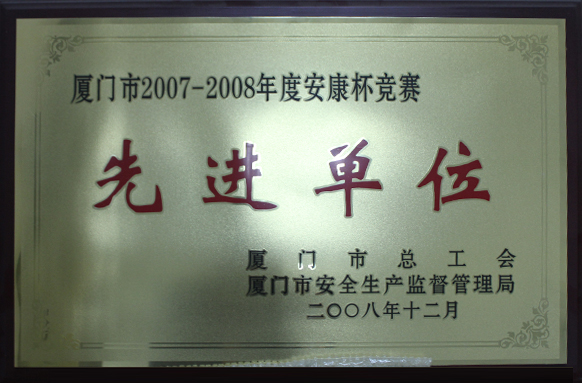 厦门市2007-2008年度安康杯竞赛
先进单位
厦门市总工会
厦门市安全生产监督管理局
二〇〇八年十二月